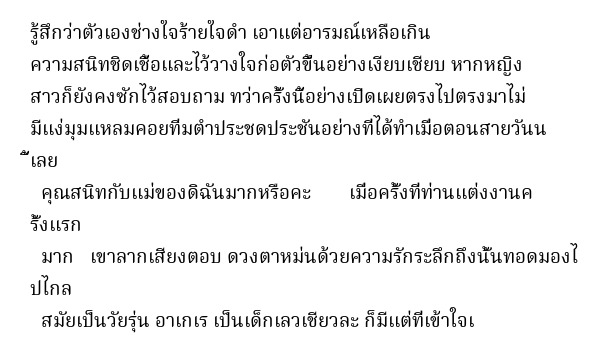 รู้สึกว่าตัวเองช่างใจร้ายใจดำ เอาแต่อารมณ์เหลือเกิน
ความสนิทชิดเชื้อและไว้วางใจก่อตัวขึ้นอย่างเงียบเชียบ หากหญิง
สาวก็ยังคงซักไว้สอบถาม ทว่าครั้งนี้อย่างเปิดเผยตรงไปตรงมาไม่
มีแง่มุมแหลมคอยทิ่มตำประชดประชันอย่างที่ได้ทำเมื่อตอนสายวันน
ี้เลย
คุณสนิทกับแม่ของดิฉันมากหรือคะ เมื่อครั้งที่ท่านแต่งงานค
รั้งแรก
มาก เขาลากเสียงตอบ ดวงตาหม่นด้วยความรักระลึกถึงนั้นทอดมองไ
ปไกล
สมัยเป็นวัยรุ่น อาเกเร เป็นเด็กเลวเชียวละ ก็มีแต่พี่เข้าใจเ